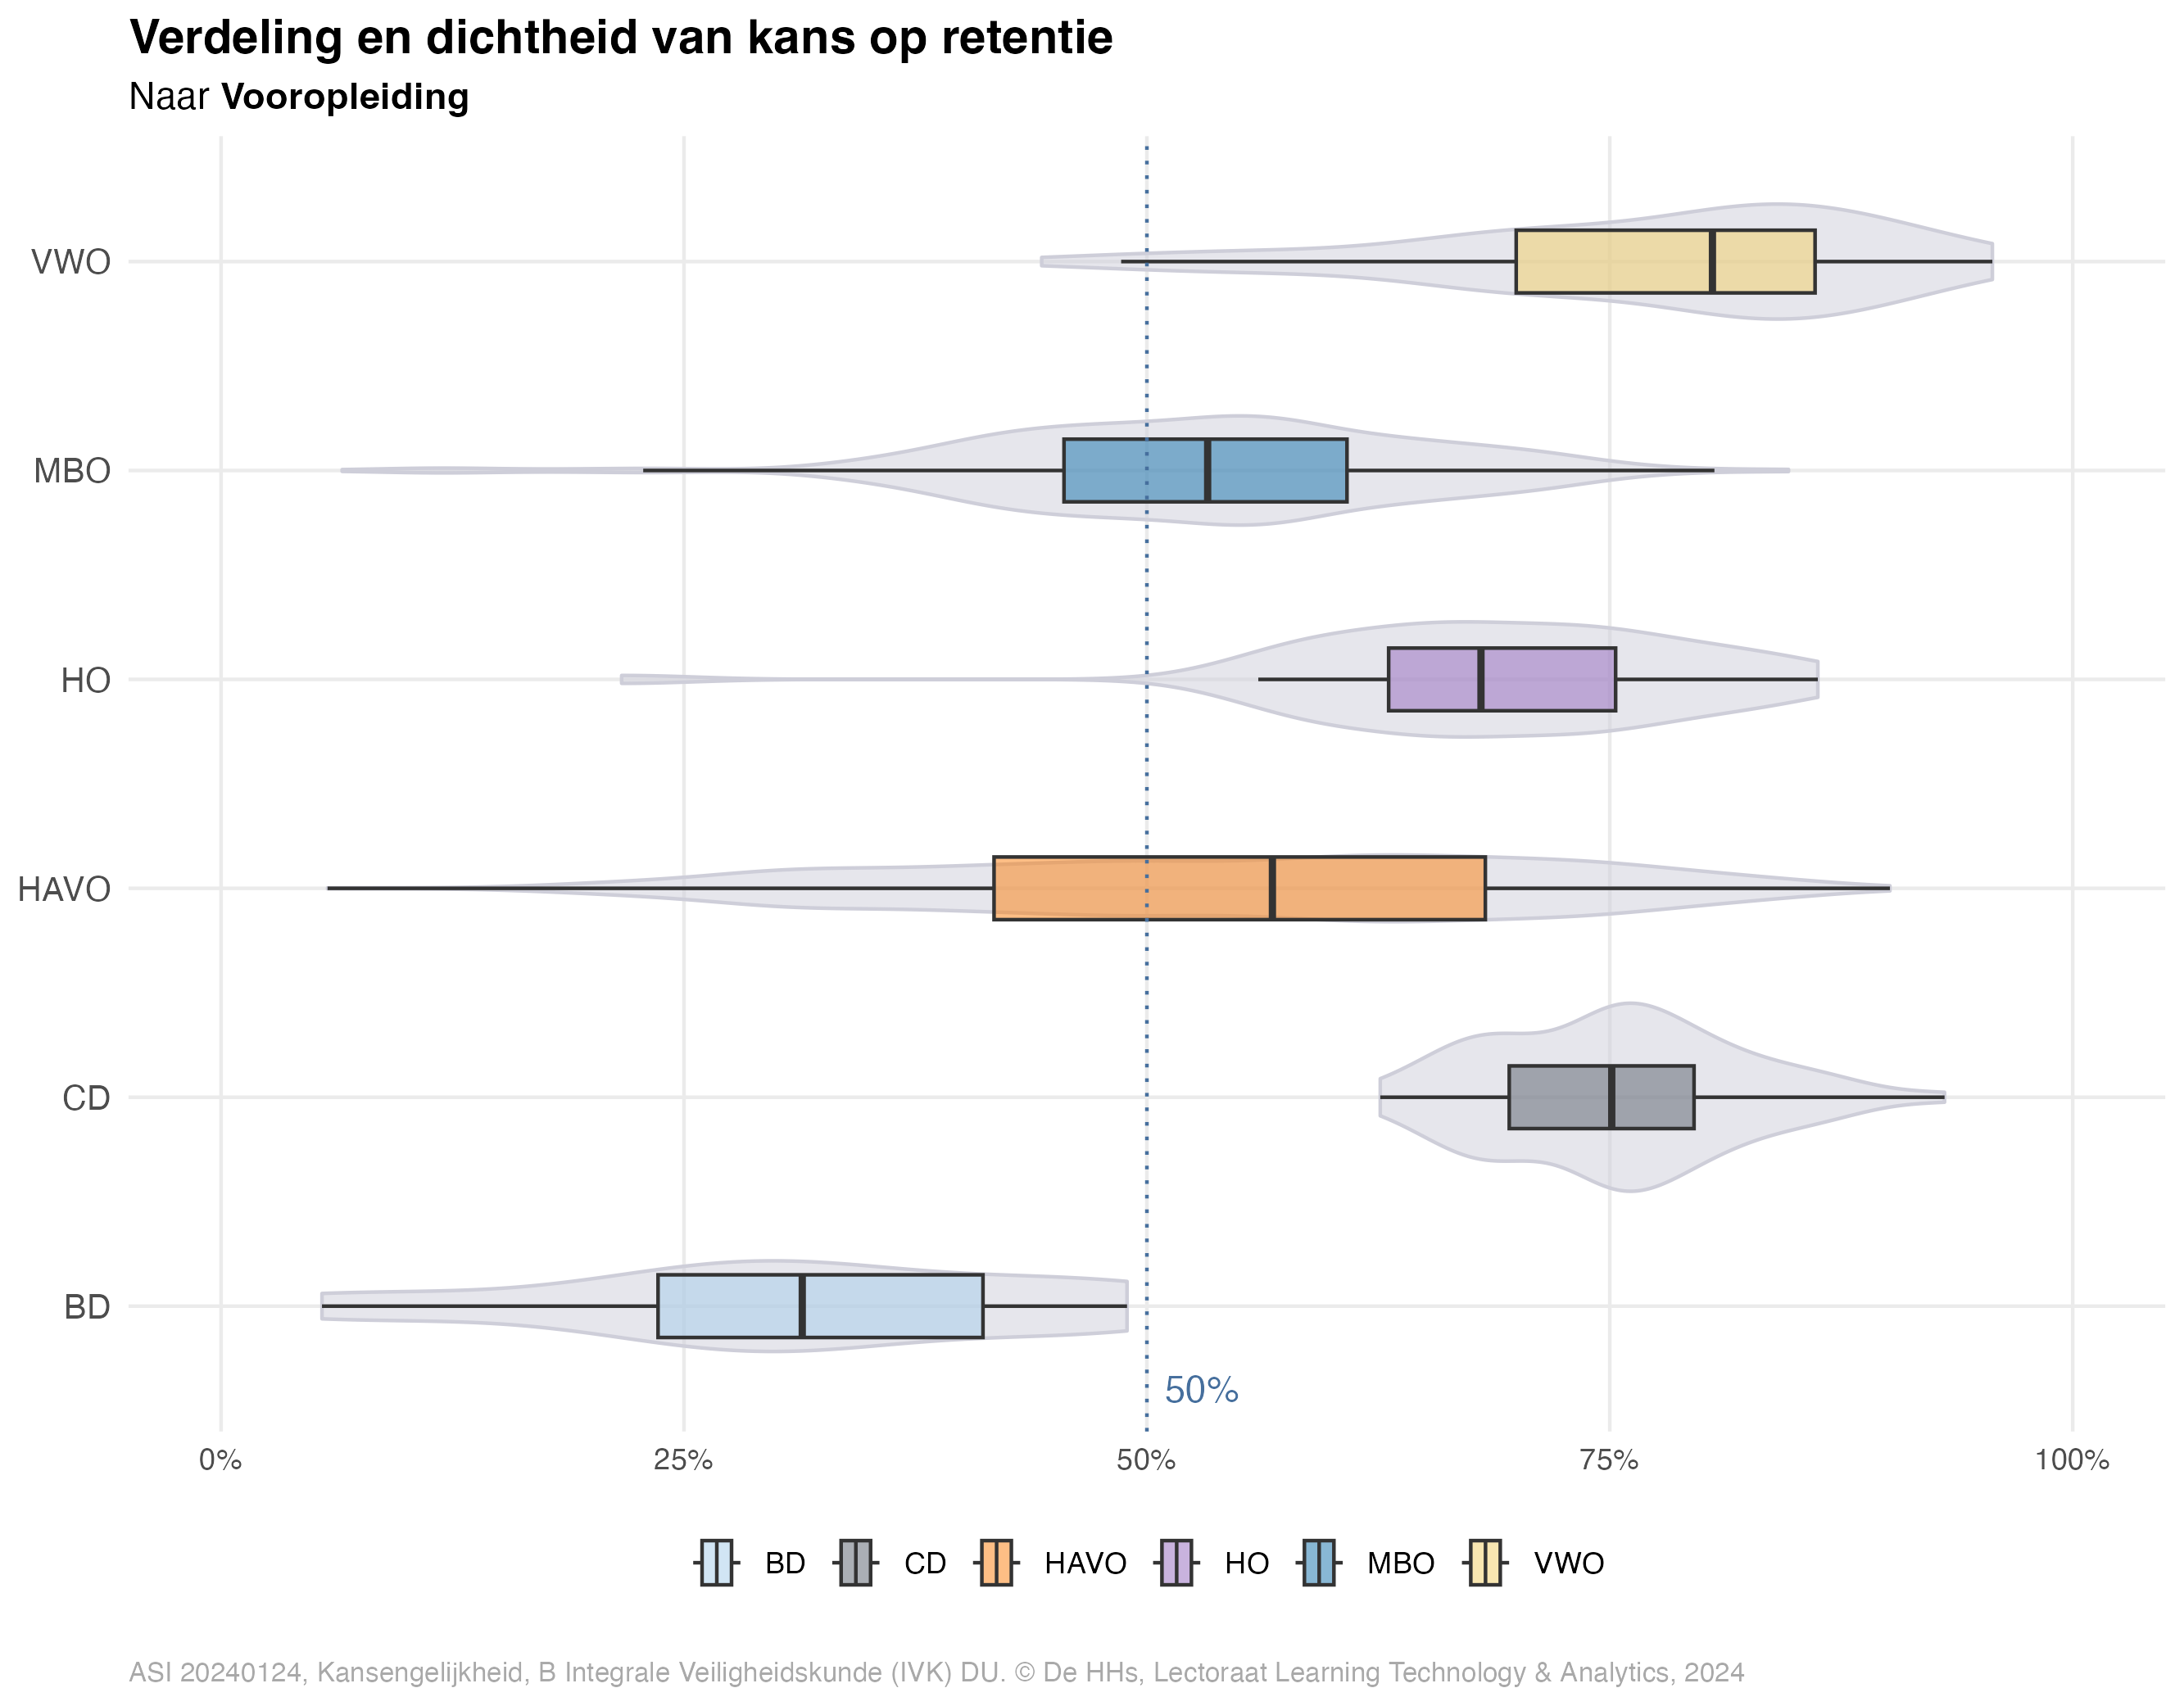 Verdeling en dichtheid van kans op retentie
Naar Vooropleiding
VWO
MBO
HO
HAVO
CD
BD
50%
0% 25% 50% 75% 100%
BD CD HAVO HO MBO VWO
ASI 20240124, Kansengelijkheid, B Integrale Veiligheidskunde (IVK) DU. © De HHs, Lectoraat Learning Technology & Analytics, 2024